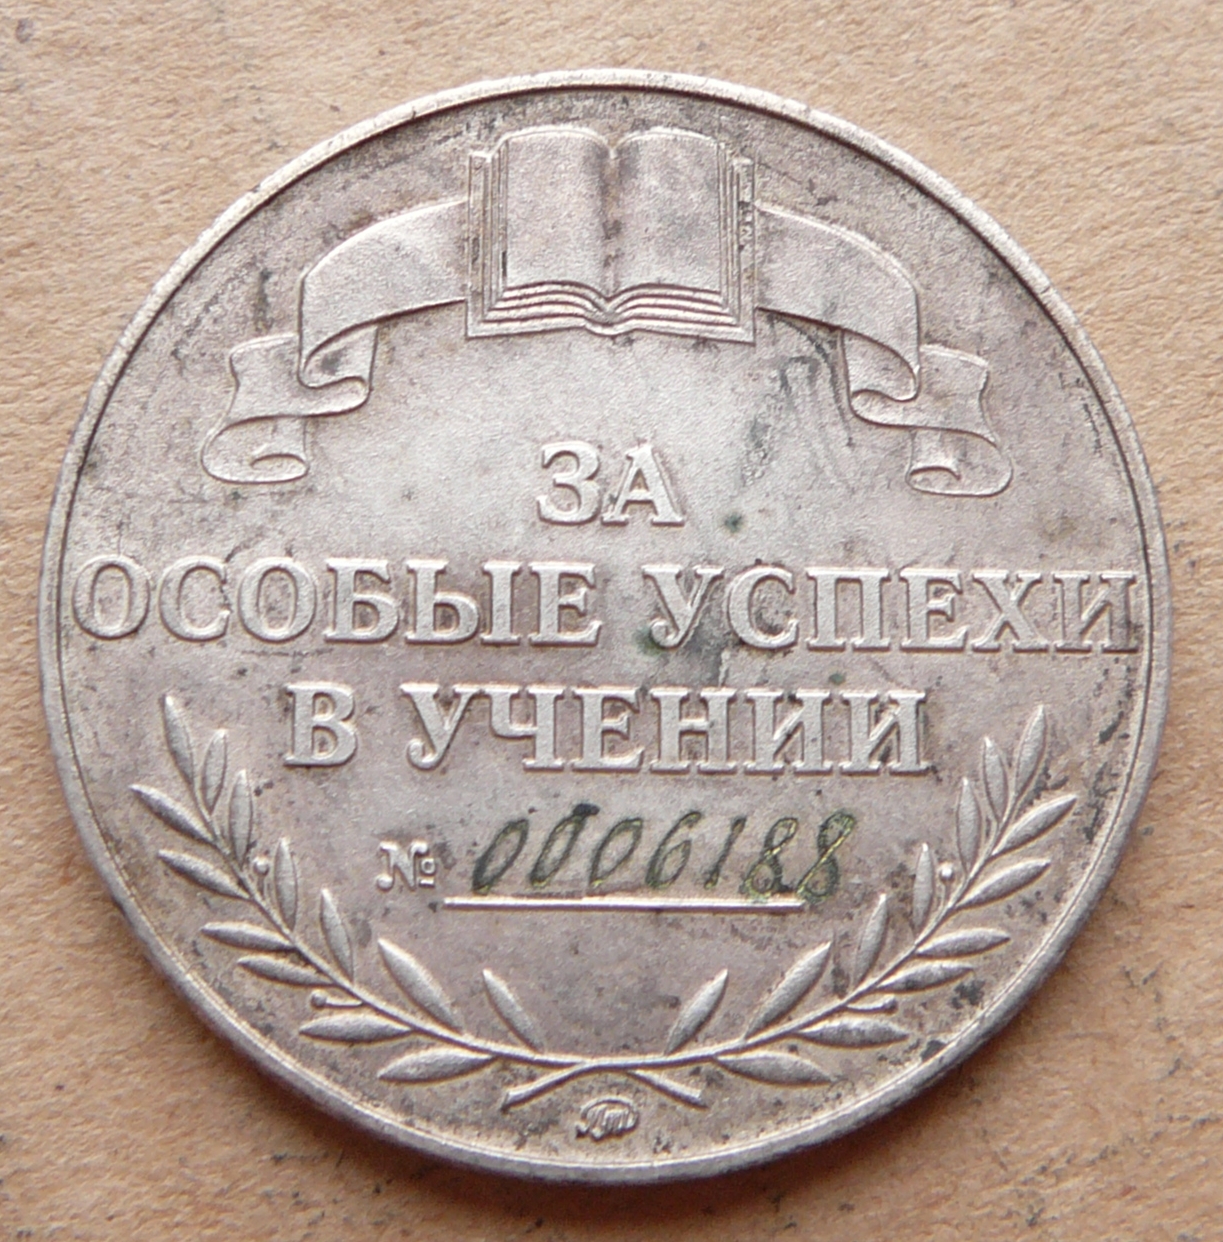 ЗА
ОСОБЫЕ УСПЕХИ
В УЧЕНИИ
№ 0006188